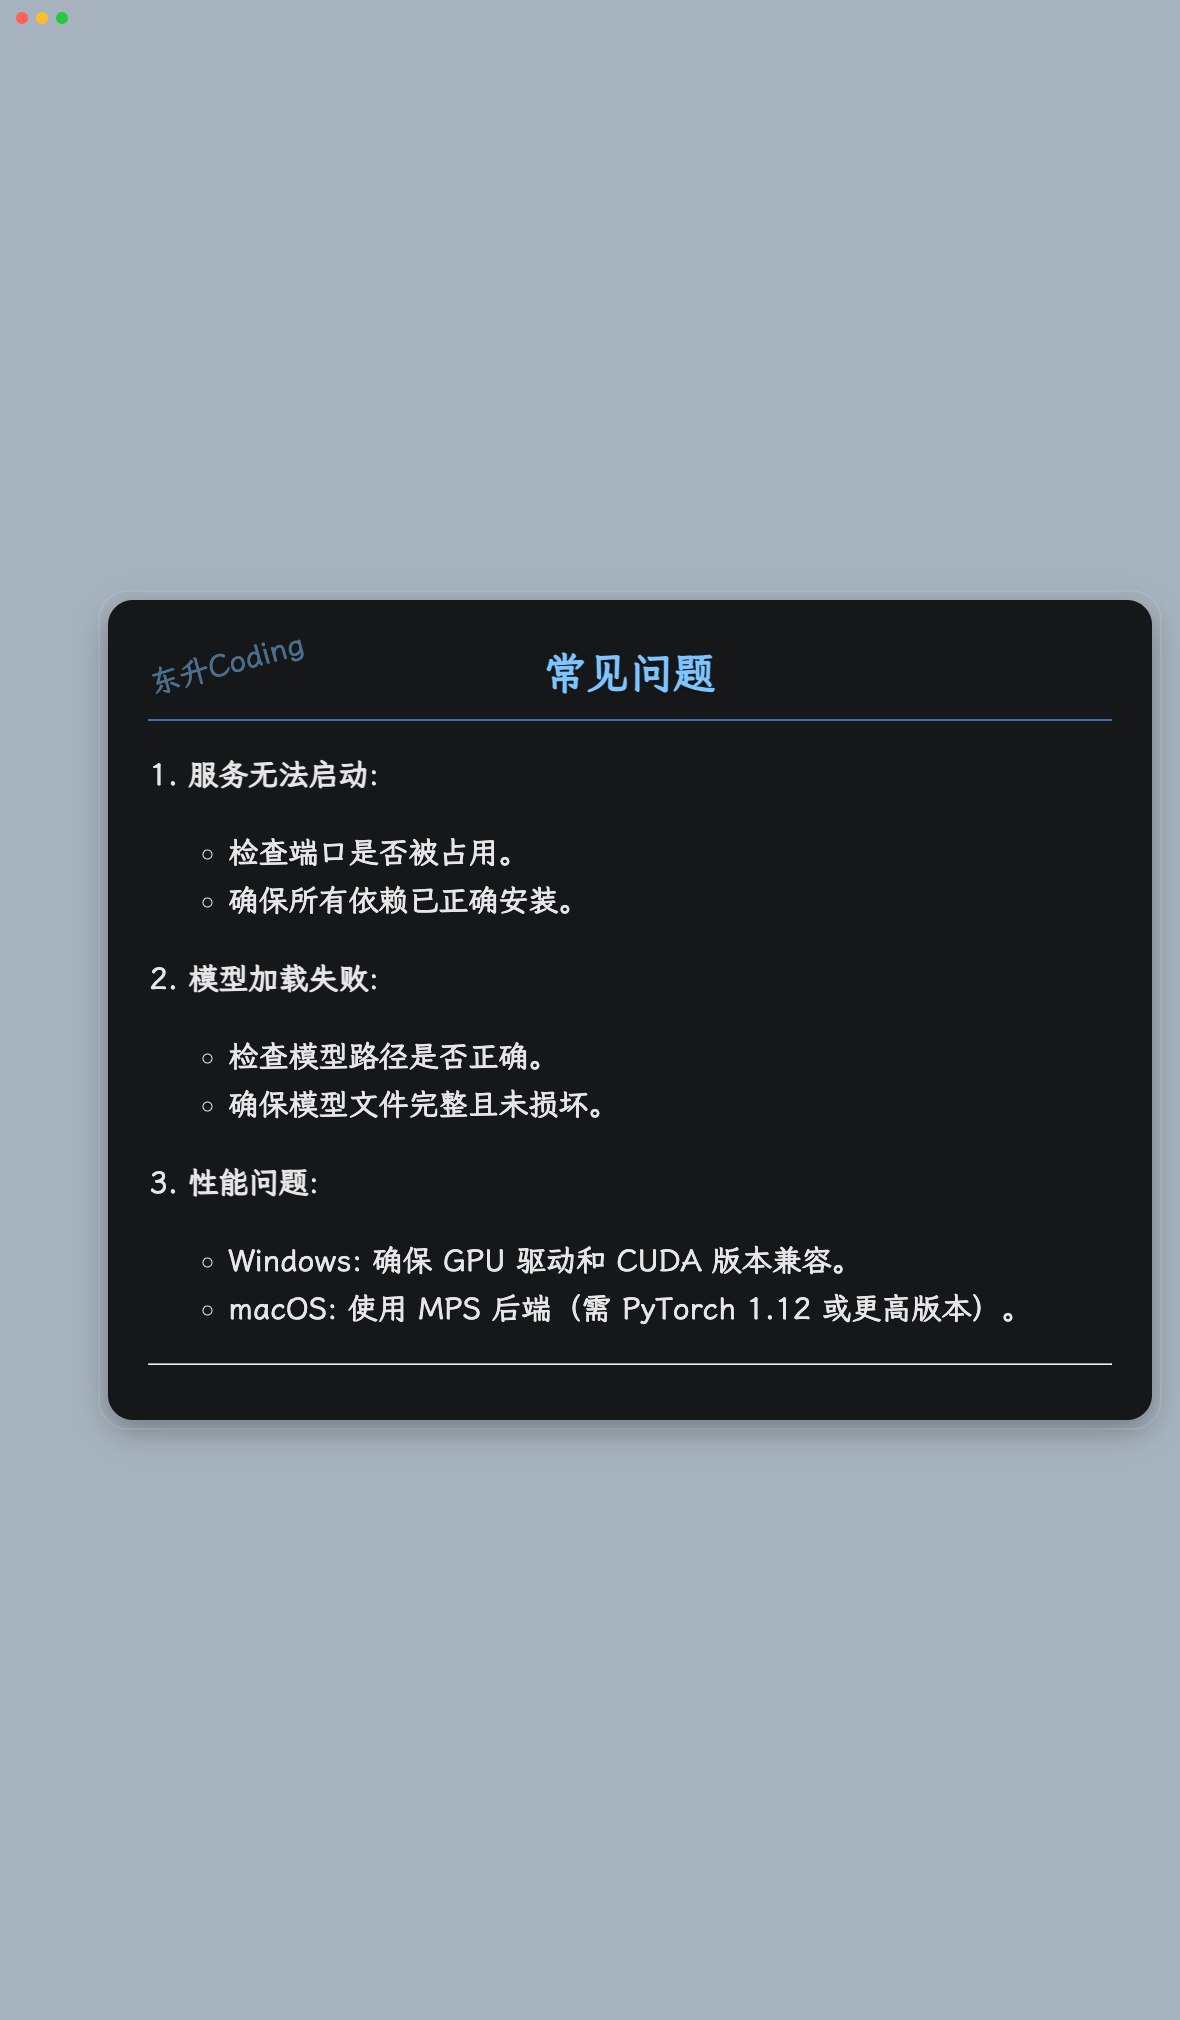 东升Coding
常见问题
1. 服务无法启动:
检查端口是否被占用。
确保所有依赖已正确安装。
2. 模型加载失败:
检查模型路径是否正确。
确保模型文件完整且未损坏。
3. 性能问题:
Windows: 确保 GPU 驱动和 CUDA 版本兼容。
macOS: 使用 MPS 后端（需 PyTorch 1.12 或更高版本）。